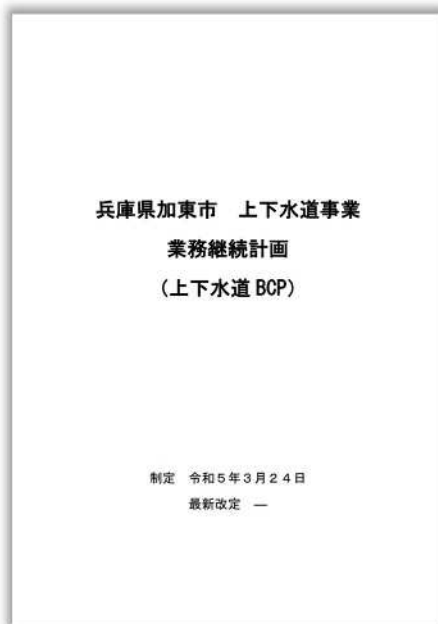 兵庫県加東市　上下水道事業
業務継続計画
（上下水道 BCP）
制定　令和５年３月２４日
最新改定　―